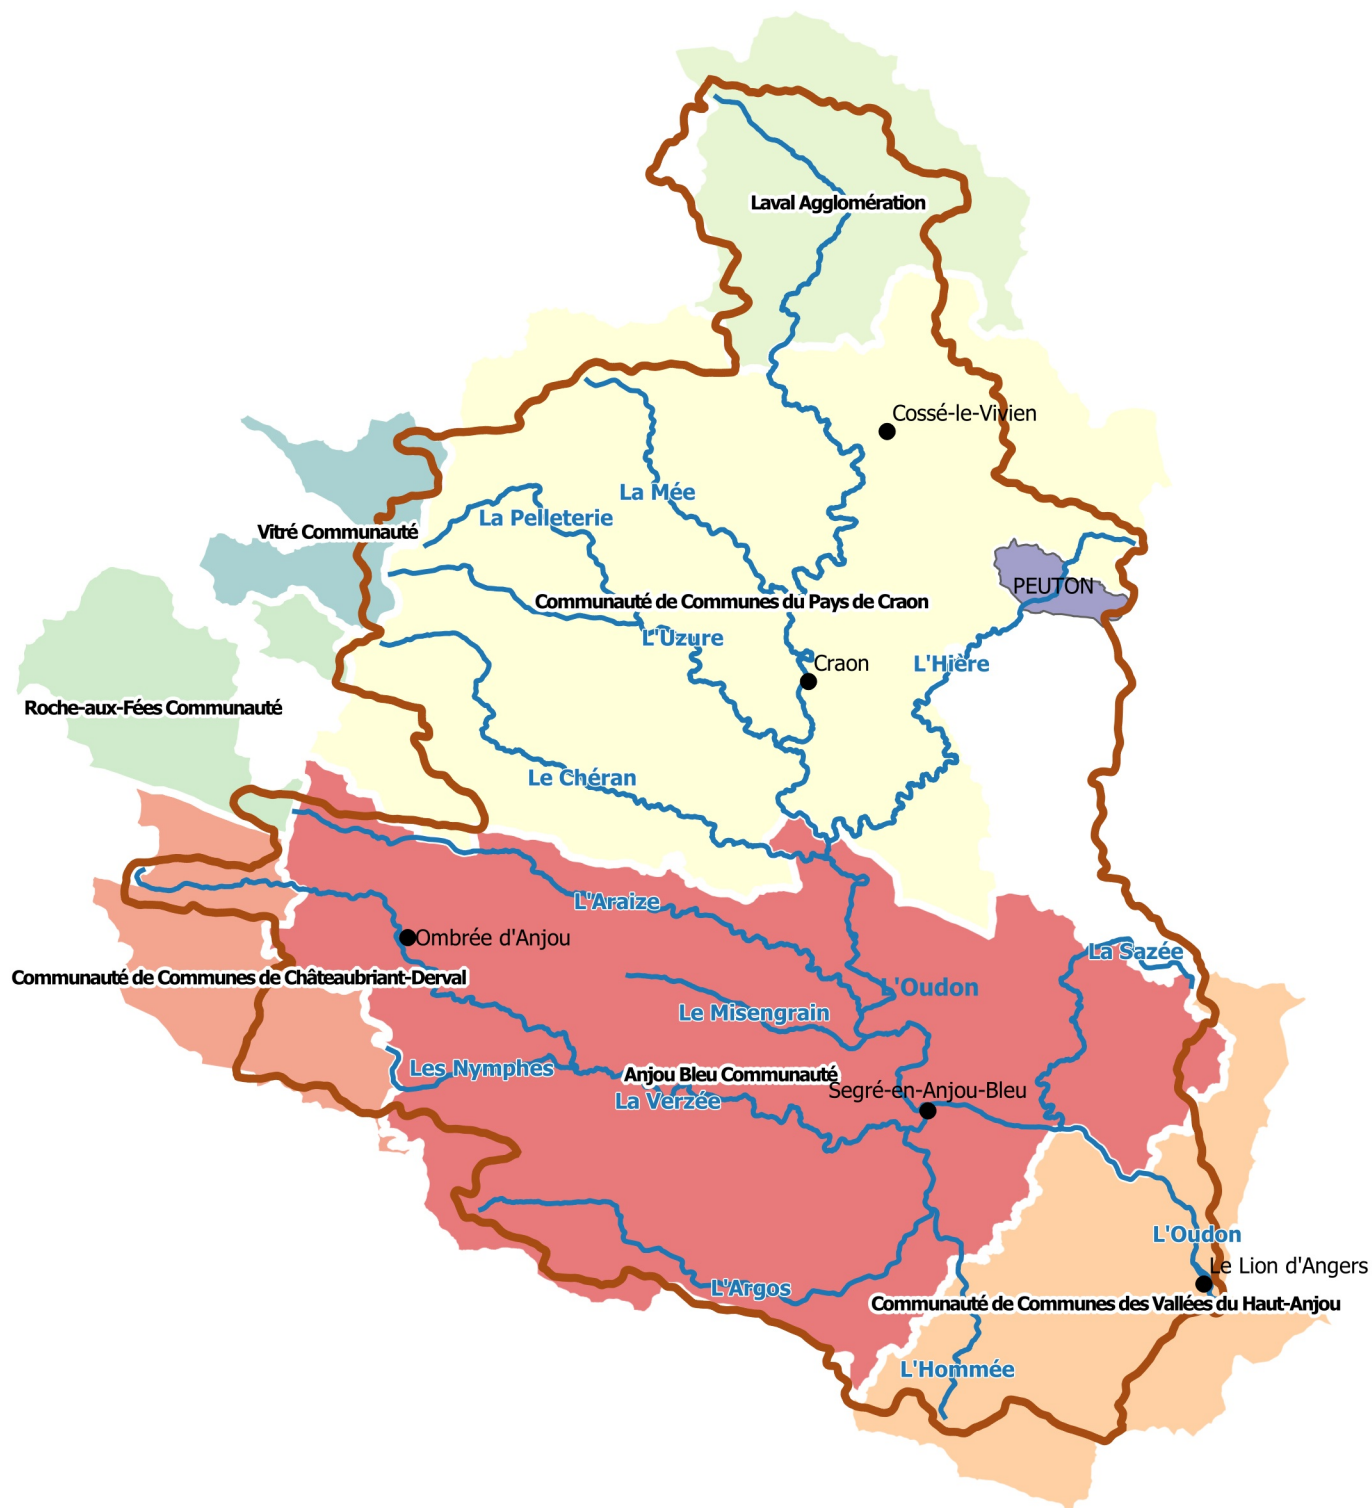 Laval Agglomération
Cossé-le-Vivien
La Mée
La Pelleterie
Vitré Communauté
PEUTON
Communauté de Communes du Pays de Craon
L'Uzure
Craon
L'Hière
Roche-aux-Fées Communauté
Le Chéran
L'Araize
Ombrée d'Anjou
La Sazée
Communauté de Communes de Châteaubriant-Derval
L'Oudon
Le Misengrain
Les Nymphes
Anjou Bleu Communauté
Segré-en-Anjou-Bleu
La Verzée
L'Oudon
Le Lion d'Angers
L'Argos
Communauté de Communes des Vallées du Haut-Anjou
L'Hommée